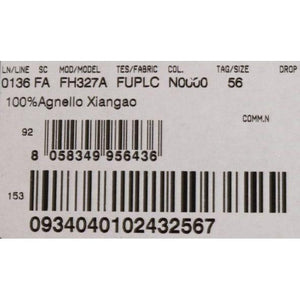 LN/LINE SC MOD/MODEL TES/FABRIC COL. TAG/SIZE DROP
0136 FA FH327A FUPLC N0000 56
100%Agnello Xiangao
COMM.N
92
8 058349 956436
153
0934040102432567